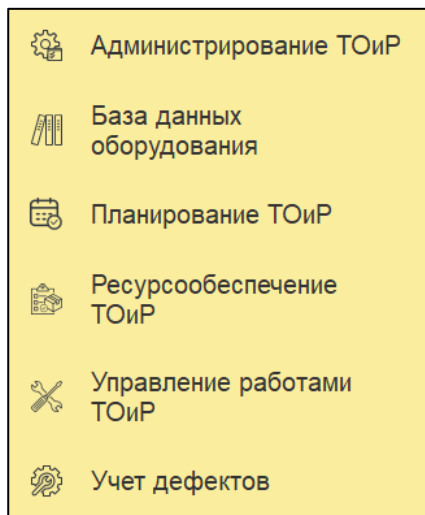 Администрирование ТОиР
База данных
оборудования
Планирование ТОиР
Ресурсообеспечение
ТОиР
Управление работами
ТОиР
Учет дефектов